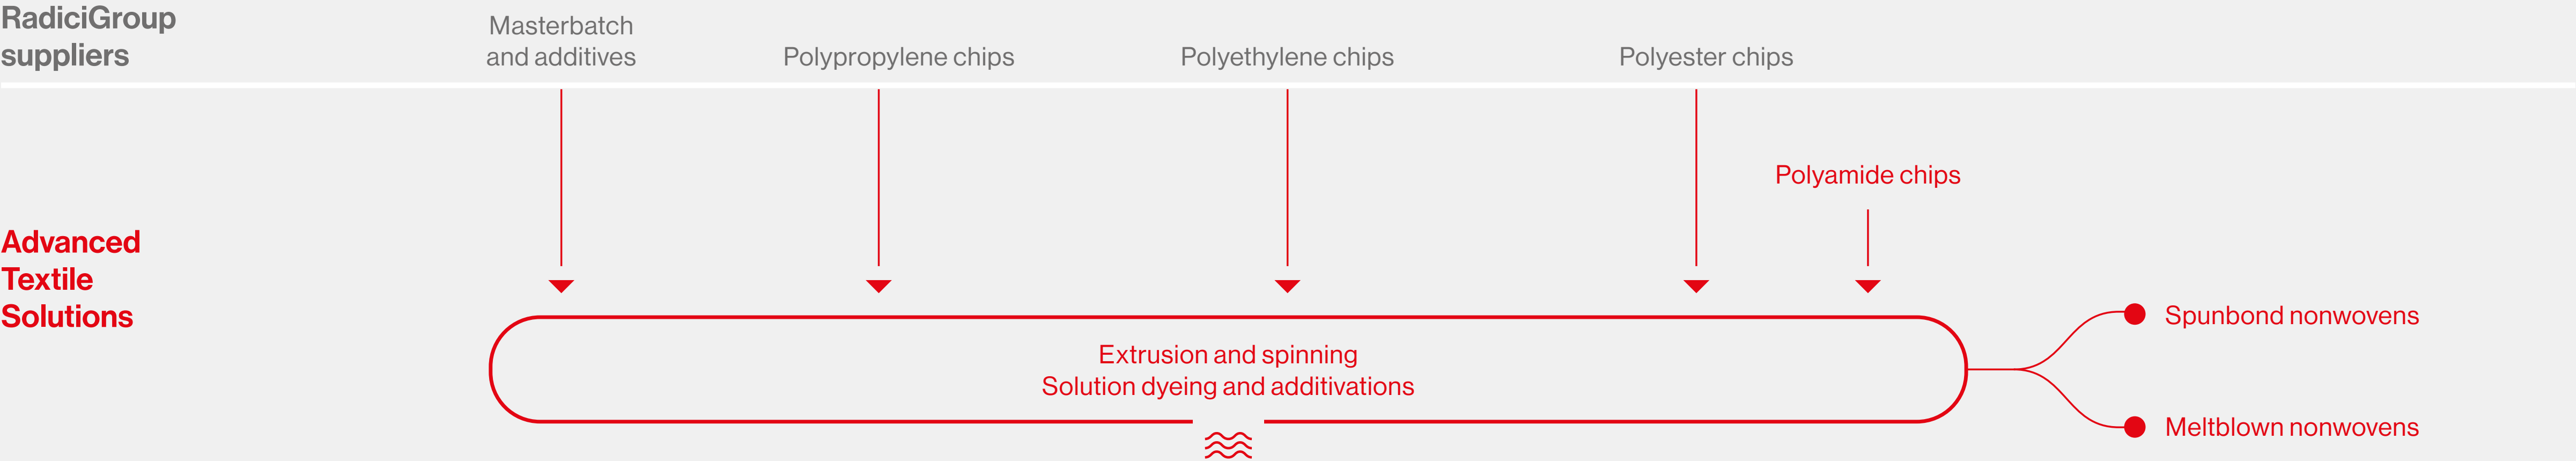 RadiciGroup
suppliers
Masterbatch
and additives
Polypropylene chips
Polyethylene chips
Polyester chips
Polyamide chips
Advanced
Textile
Solutions
Extrusion and spinning
Solution dyeing and additivations
Spunbond nonwovens
Meltblown nonwovens